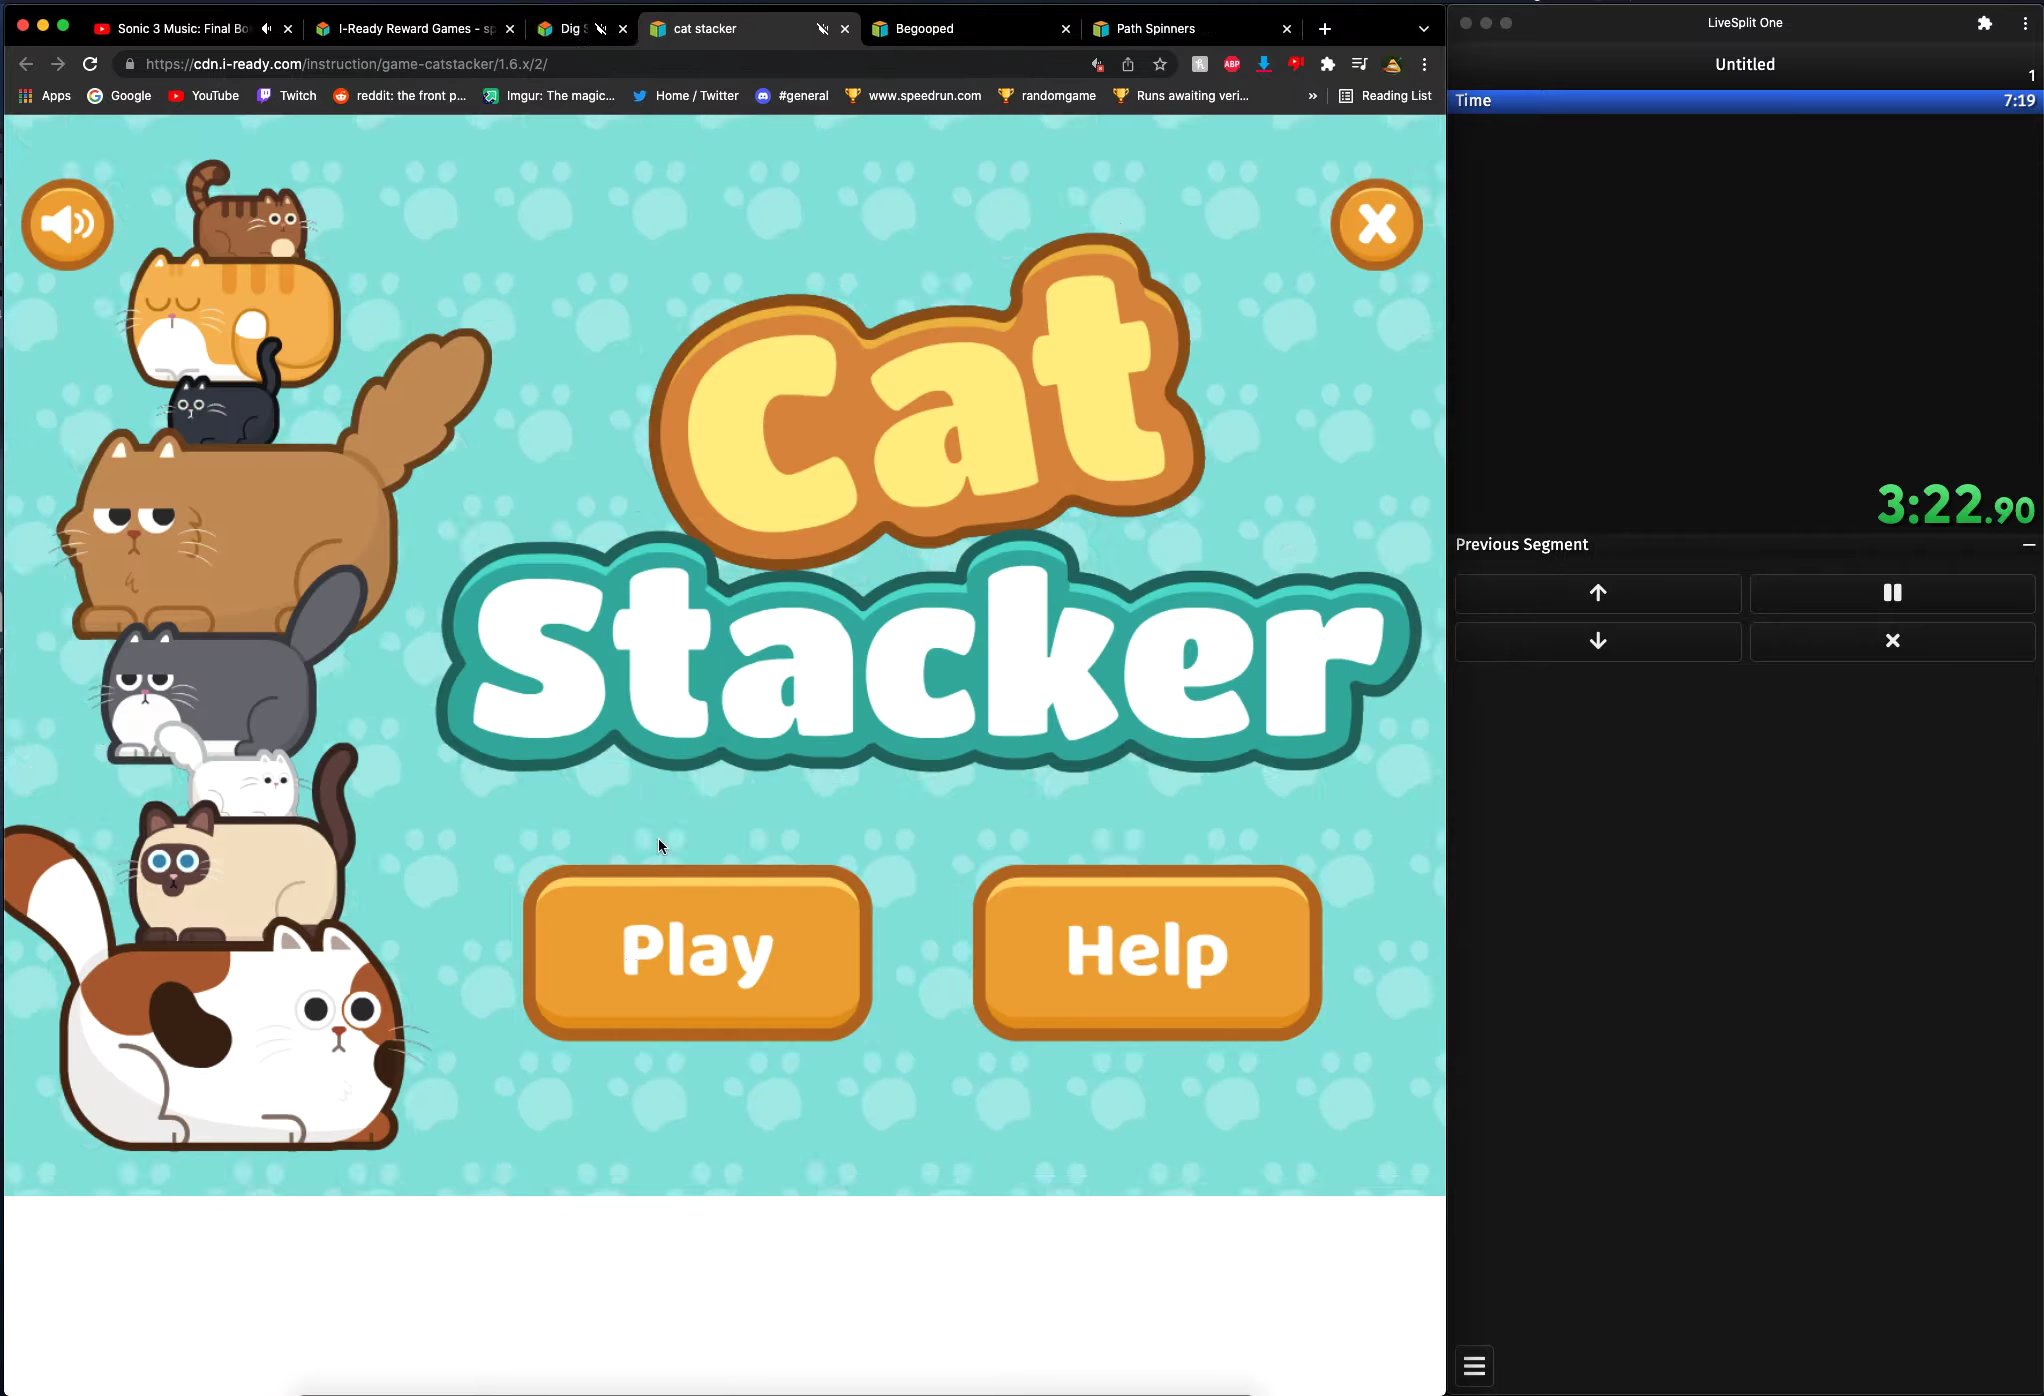 Sonic 3 Music: Final Bo
I-Ready Reward Games - sp
Dig S
cat stacker
Begooped
Path Spinners
https://cdn.i-ready.com/instruction/game-catstacker/1.6.x/2/
ABP
Apps
Google
YouTube
Twitch
reddit: the front p...
Imgur: The magic...
Home / Twitter
#general
www.speedrun.com
randomgame
Runs awaiting veri...
»
Reading List
Cat
Stacker
Play
Help
LiveSplit One
Untitled
1
Time 7:19
3:22.90
Previous Segment –